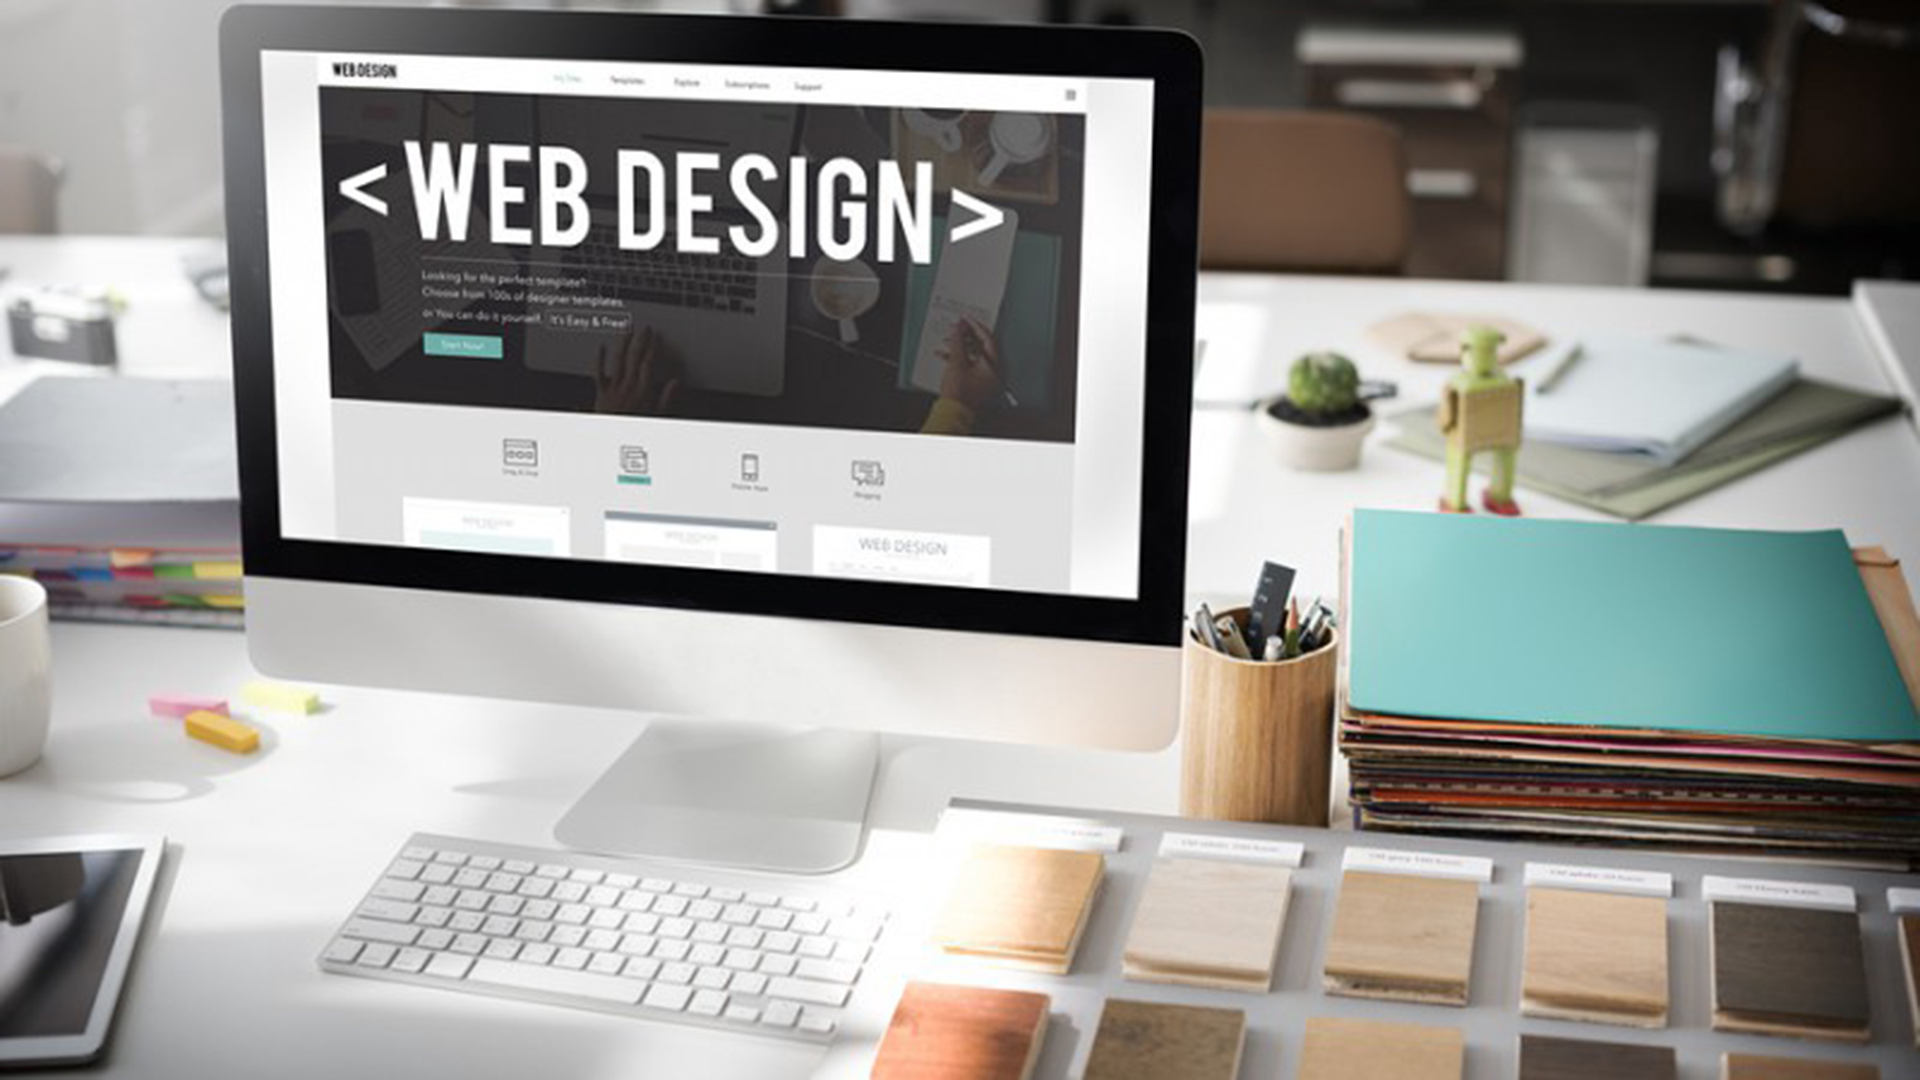 WEB DESIGN
My Sites Templates Explore Subscriptions Support
< WEB DESIGN >
Looking for the perfect template?
Choose from 100s of designer templates.
or You can do it yourself. It's Easy & Free!
Start Now!
Drag & Drop Mobile Apps Blogging
WEB DESIGN WEB DESIGN WEB DESIGN